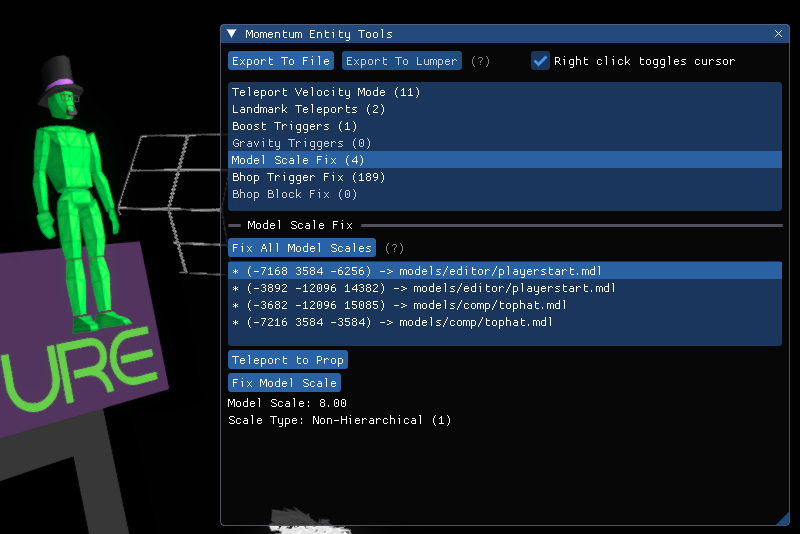 Momentum Entity Tools
Export To File Export To Lumper (?) Right click toggles cursor
Teleport Velocity Mode (11)
Landmark Teleports (2)
Boost Triggers (1)
Gravity Triggers (0)
Model Scale Fix (4)
Bhop Trigger Fix (189)
Bhop Block Fix (0)
Model Scale Fix
Fix All Model Scales (?)
* (-7168 3584 -6256) -> models/editor/playerstart.mdl
* (-3892 -12096 14382) -> models/editor/playerstart.mdl
* (-3682 -12096 15085) -> models/comp/tophat.mdl
* (-7216 3584 -3584) -> models/comp/tophat.mdl
Teleport to Prop
Fix Model Scale
Model Scale: 8.00
Scale Type: Non-Hierarchical (1)
URE